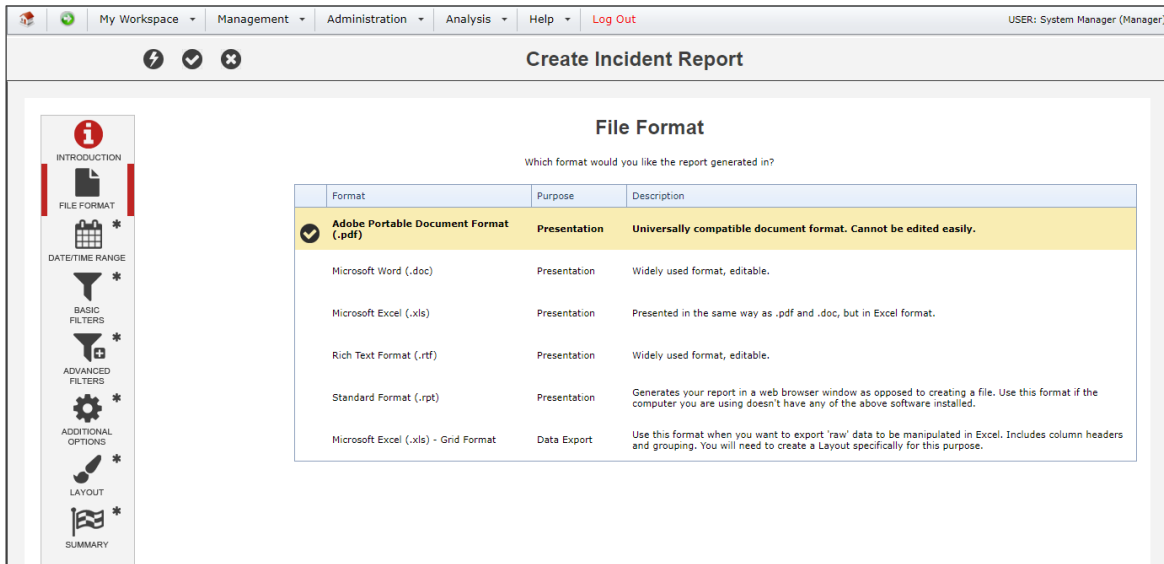 My Workspace Management Administration Analysis Help Log Out USER: System Manager (Manager)
Create Incident Report
INTRODUCTION
FILE FORMAT
* DATE/TIME RANGE
* BASIC
FILTERS
* ADVANCED
FILTERS
* ADDITIONAL
OPTIONS
* LAYOUT
* SUMMARY
File Format
Which format would you like the report generated in?
Format Purpose Description
Adobe Portable Document Format
(.pdf) Presentation Universally compatible document format. Cannot be edited easily.
Microsoft Word (.doc) Presentation Widely used format, editable.
Microsoft Excel (.xls) Presentation Presented in the same way as .pdf and .doc, but in Excel format.
Rich Text Format (.rtf) Presentation Widely used format, editable.
Standard Format (.rpt) Presentation Generates your report in a web browser window as opposed to creating a file. Use this format if the
computer you are using doesn't have any of the above software installed.
Microsoft Excel (.xls) - Grid Format Data Export Use this format when you want to export 'raw' data to be manipulated in Excel. Includes column headers
and grouping. You will need to create a Layout specifically for this purpose.